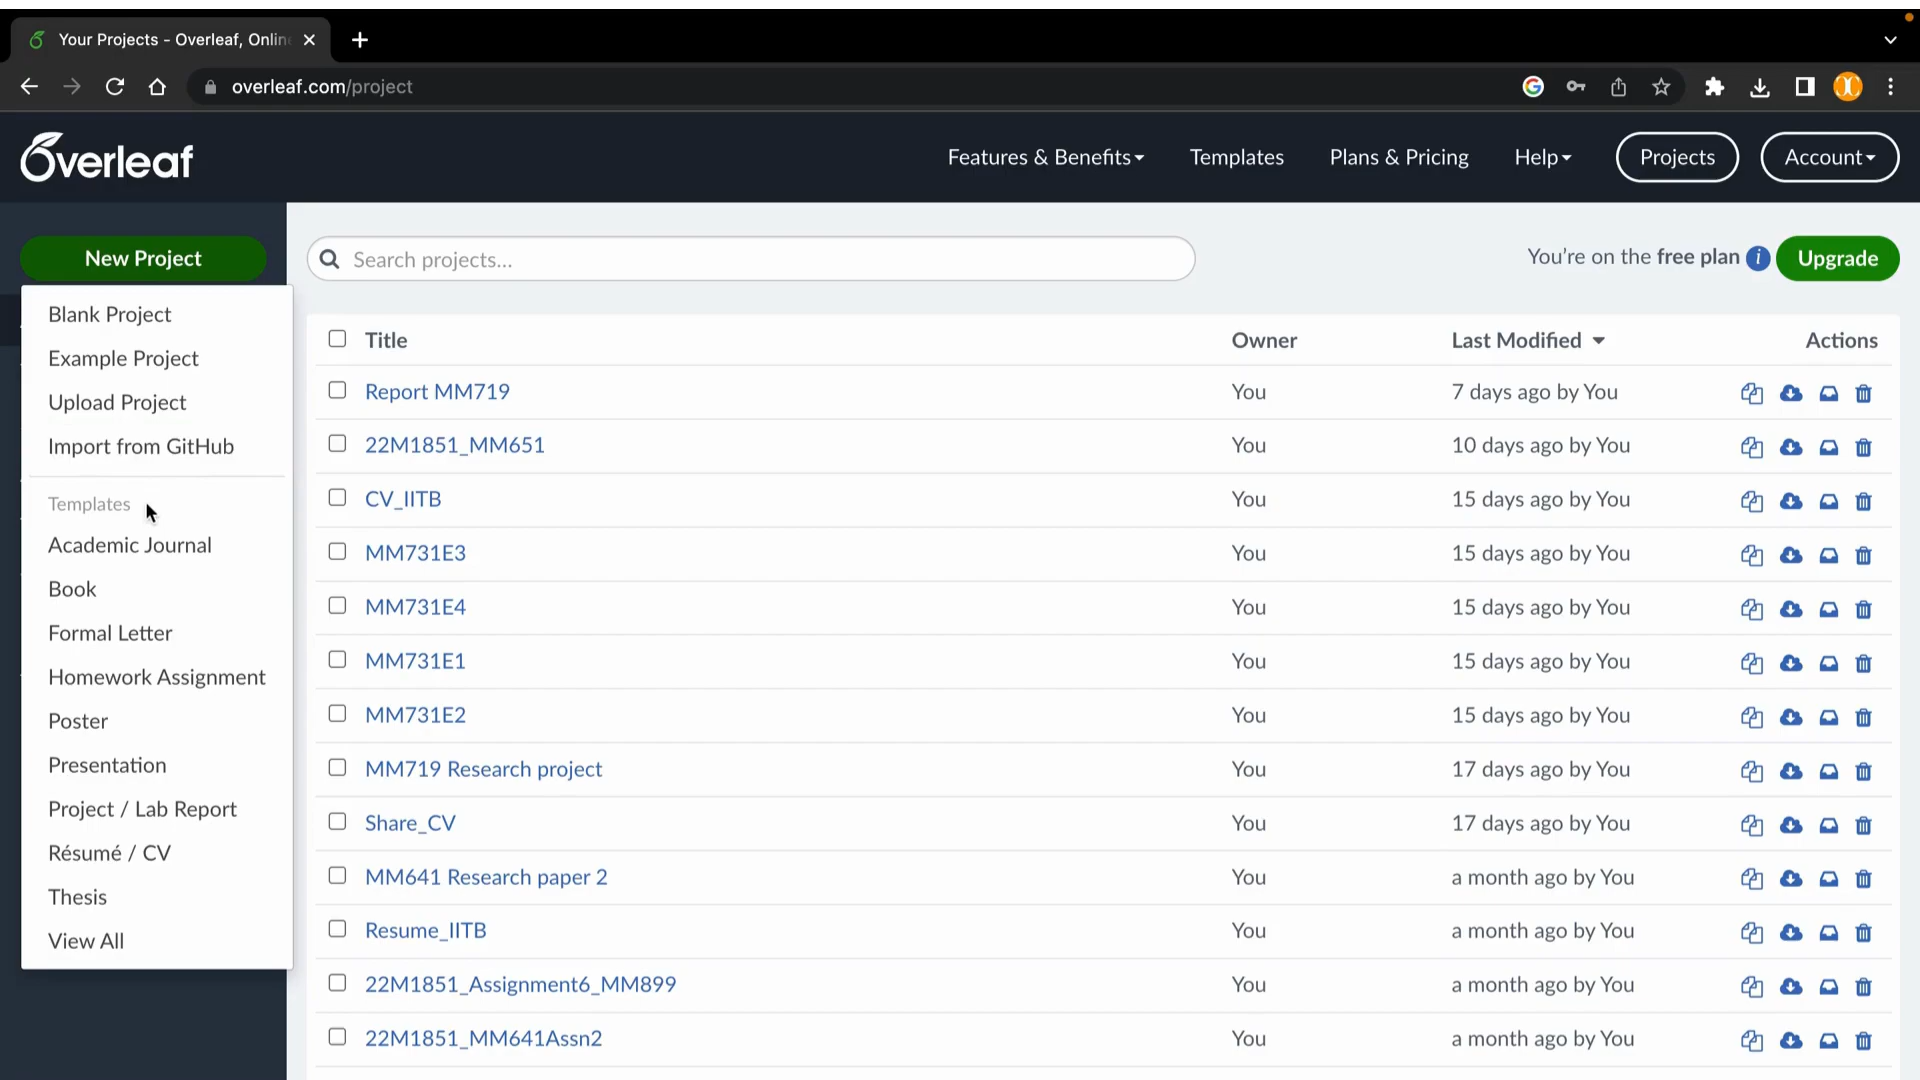 Your Projects - Overleaf, Onlin
overleaf.com/project
Overleaf
Features & Benefits
Templates
Plans & Pricing
Help
Projects
Account
New Project
Search projects...
You're on the free plan i
Upgrade
Blank Project
Example Project
Upload Project
Import from GitHub
Templates
Academic Journal
Book
Formal Letter
Homework Assignment
Poster
Presentation
Project / Lab Report
Résumé / CV
Thesis
View All
Title Owner Last Modified Actions
Report MM719 You 7 days ago by You
22M1851_MM651 You 10 days ago by You
CV_IITB You 15 days ago by You
MM731E3 You 15 days ago by You
MM731E4 You 15 days ago by You
MM731E1 You 15 days ago by You
MM731E2 You 15 days ago by You
MM719 Research project You 17 days ago by You
Share_CV You 17 days ago by You
MM641 Research paper 2 You a month ago by You
Resume_IITB You a month ago by You
22M1851_Assignment6_MM899 You a month ago by You
22M1851_MM641Assn2 You a month ago by You